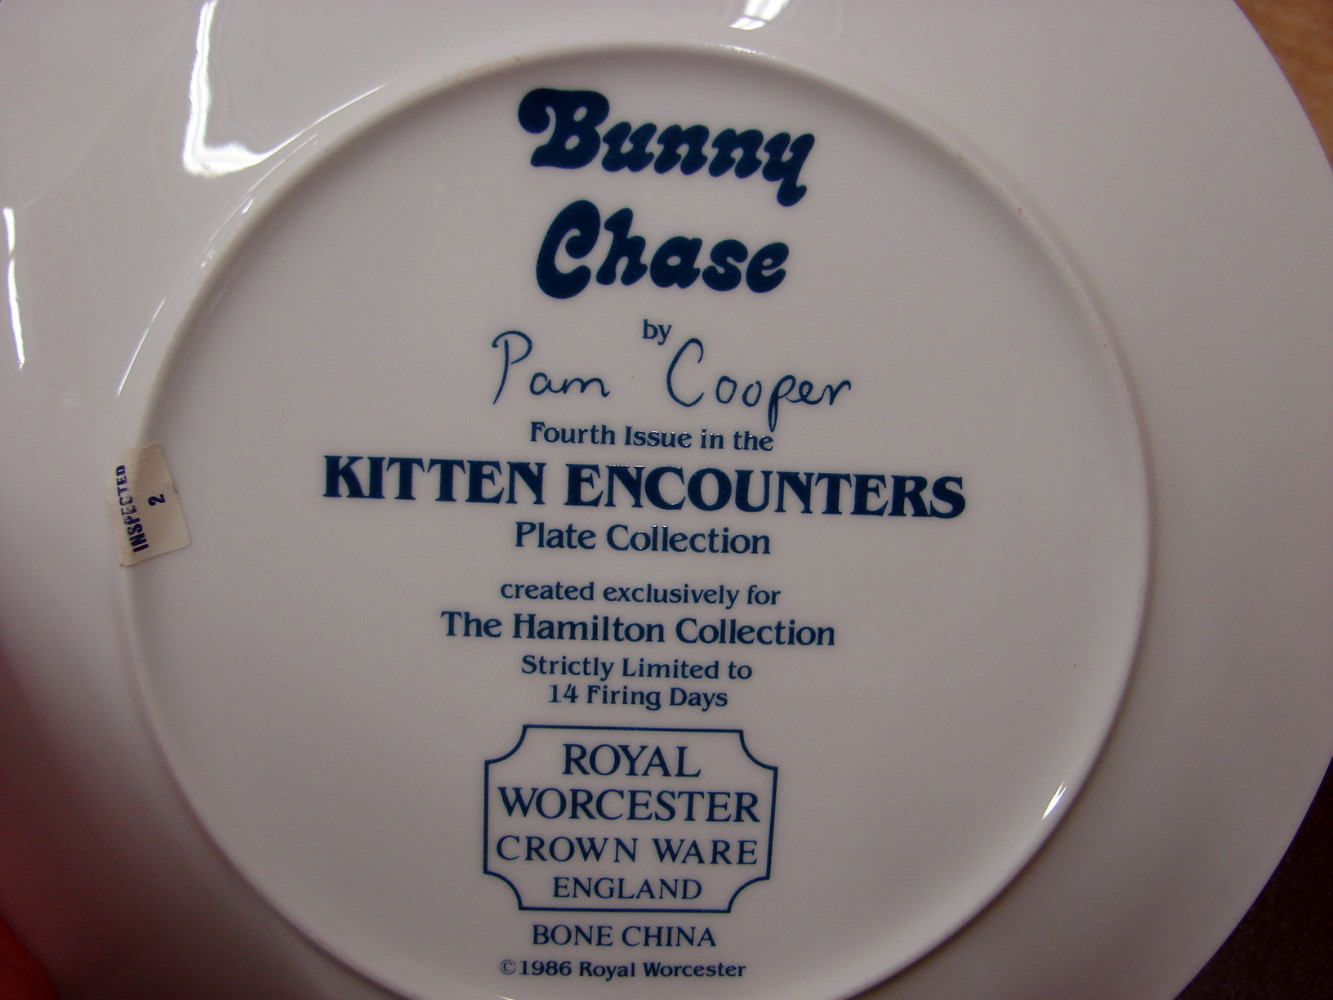 Bunny
Chase
by
Pam Cooper
Fourth Issue in the
KITTEN ENCOUNTERS
Plate Collection
created exclusively for
The Hamilton Collection
Strictly Limited to
14 Firing Days
ROYAL
WORCESTER
CROWN WARE
ENGLAND
BONE CHINA
©1986 Royal Worcester
INSPECTED
2